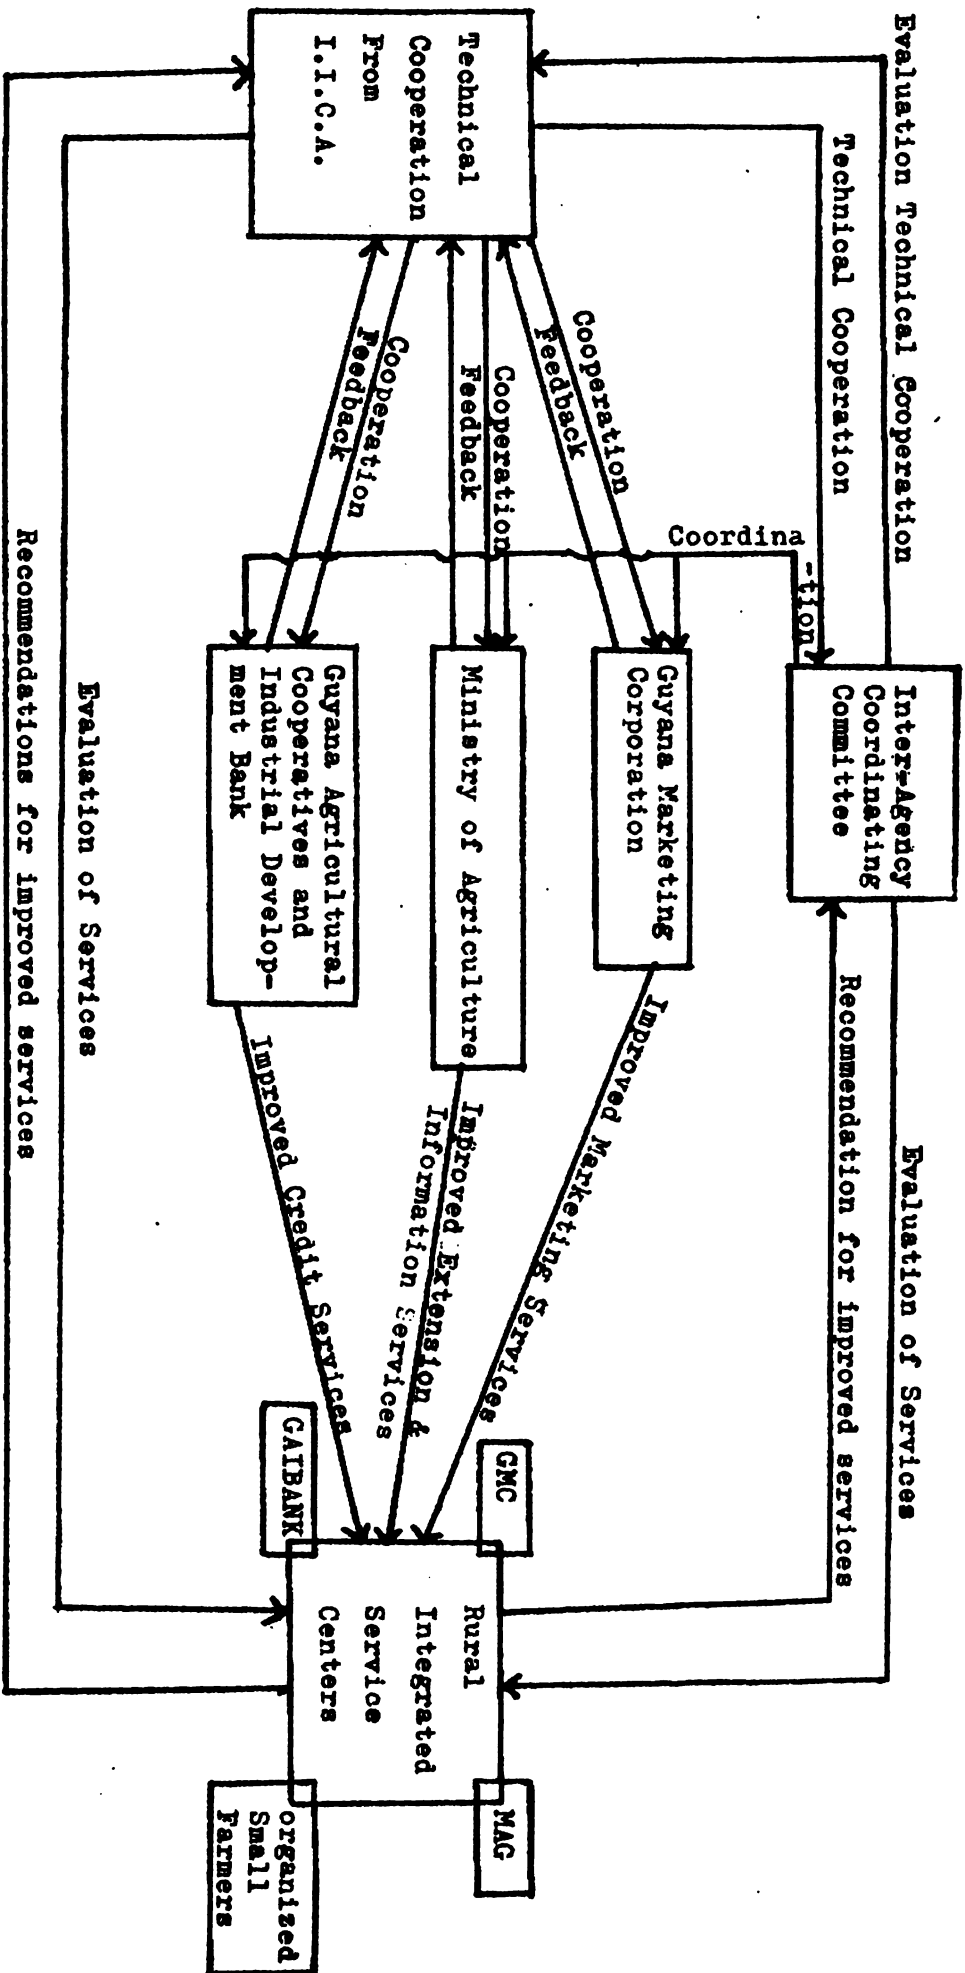 Evaluation Technical Cooperation
Technical Cooperation
Evaluation of Services
Recommendation for improved services
Inter-Agency
Coordinating
Committee
Coordina
-tion
Technical
Cooperation
From
I.I.C.A.
Cooperation
Feedback
Cooperation
Feedback
Cooperation
Feedback
Guyana Marketing
Corporation
Ministry of Agriculture
Guyana Agricultural
Cooperatives and
Industrial Develop-
ment Bank
Improved Marketing Services
Improved Extension &
Information Services
Improved Credit Services
GMC
MAG
Rural
Integrated
Service
Centers
GAIBANK
organized
Small
Farmers
Evaluation of Services
Recommendations for improved services